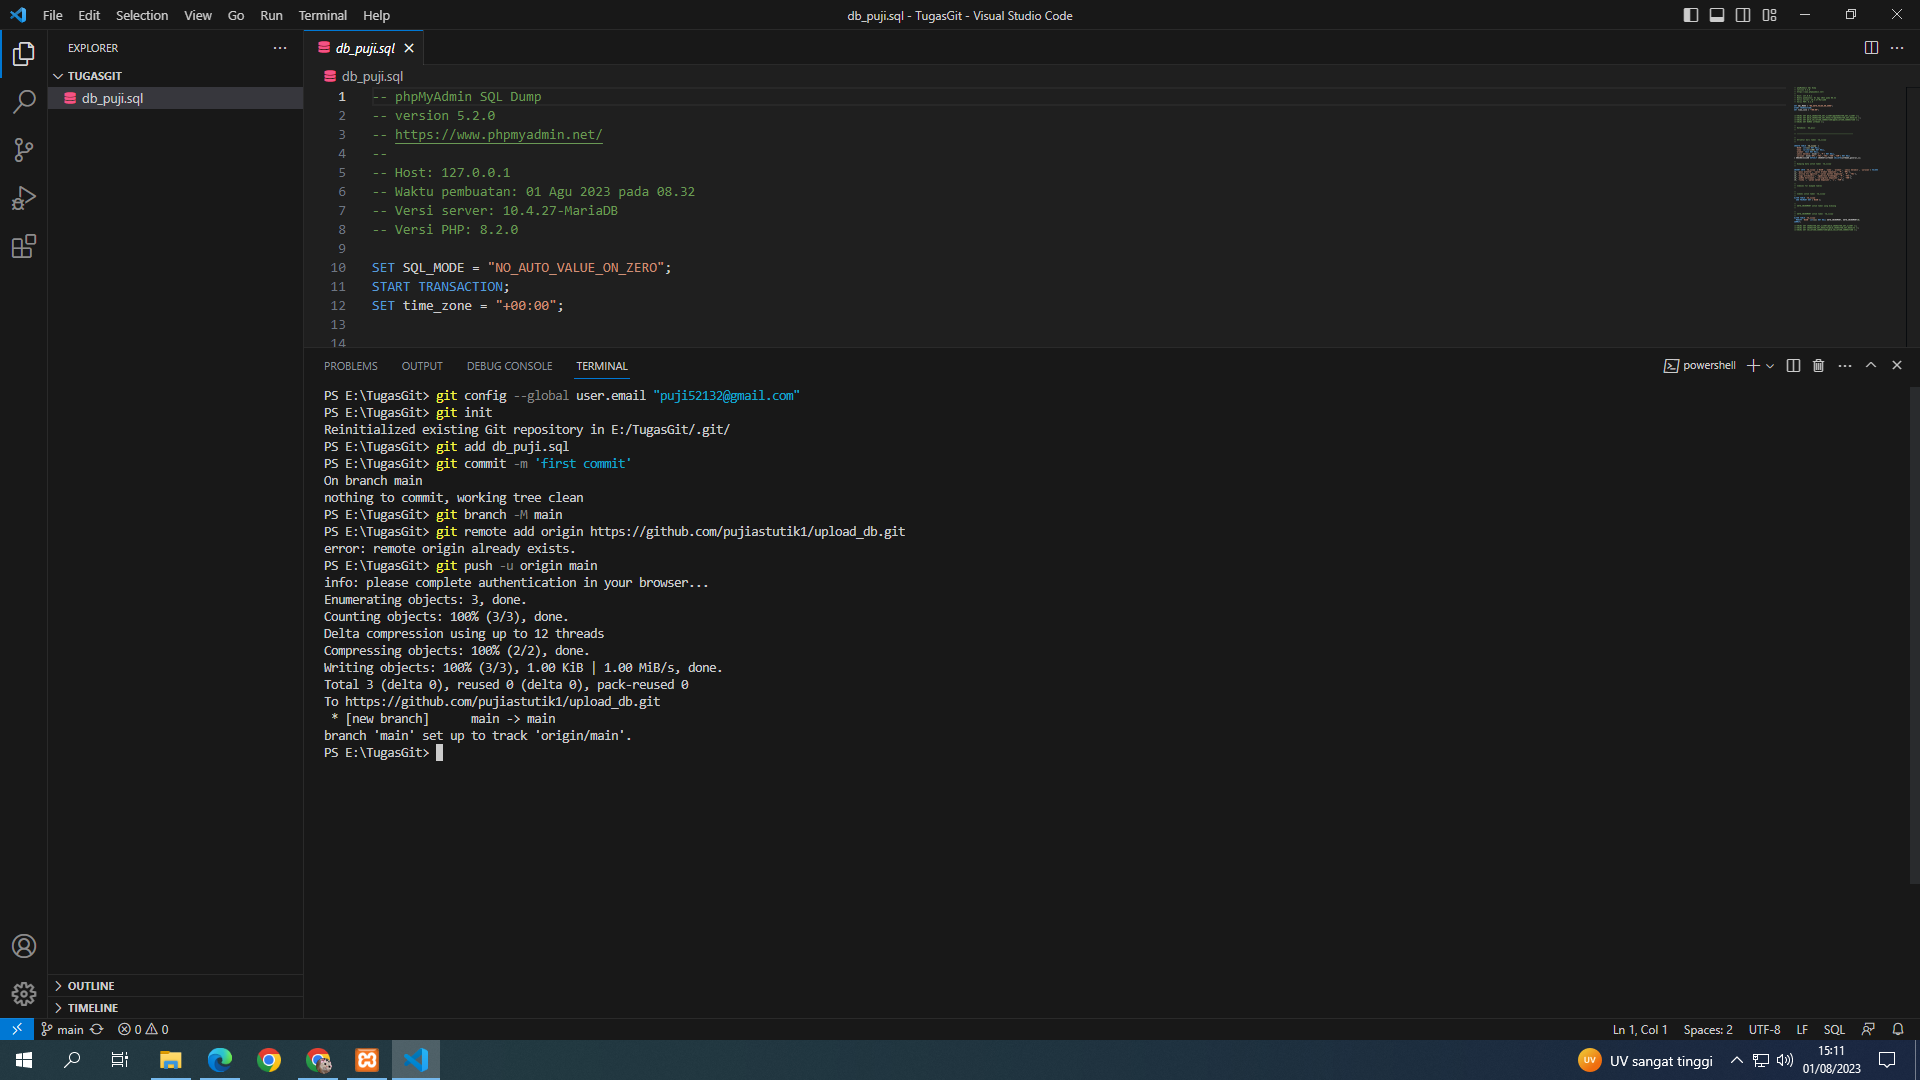 File Edit Selection View Go Run Terminal Help
db_puji.sql - TugasGit - Visual Studio Code
EXPLORER
TUGASGIT
db_puji.sql
db_puji.sql
db_puji.sql
1 -- phpMyAdmin SQL Dump
2 -- version 5.2.0
3 -- https://www.phpmyadmin.net/
4 --
5 -- Host: 127.0.0.1
6 -- Waktu pembuatan: 01 Agu 2023 pada 08.32
7 -- Versi server: 10.4.27-MariaDB
8 -- Versi PHP: 8.2.0
9
10 SET SQL_MODE = "NO_AUTO_VALUE_ON_ZERO";
11 START TRANSACTION;
12 SET time_zone = "+00:00";
13
14
PROBLEMS OUTPUT DEBUG CONSOLE TERMINAL
powershell
PS E:\TugasGit> git config --global user.email "puji52132@gmail.com"
PS E:\TugasGit> git init
Reinitialized existing Git repository in E:/TugasGit/.git/
PS E:\TugasGit> git add db_puji.sql
PS E:\TugasGit> git commit -m 'first commit'
On branch main
nothing to commit, working tree clean
PS E:\TugasGit> git branch -M main
PS E:\TugasGit> git remote add origin https://github.com/pujiastutik1/upload_db.git
error: remote origin already exists.
PS E:\TugasGit> git push -u origin main
info: please complete authentication in your browser...
Enumerating objects: 3, done.
Counting objects: 100% (3/3), done.
Delta compression using up to 12 threads
Compressing objects: 100% (2/2), done.
Writing objects: 100% (3/3), 1.00 KiB | 1.00 MiB/s, done.
Total 3 (delta 0), reused 0 (delta 0), pack-reused 0
To https://github.com/pujiastutik1/upload_db.git
 * [new branch]      main -> main
branch 'main' set up to track 'origin/main'.
PS E:\TugasGit>
OUTLINE
TIMELINE
main 0 0
Ln 1, Col 1 Spaces: 2 UTF-8 LF SQL
UV UV sangat tinggi
15:11
01/08/2023